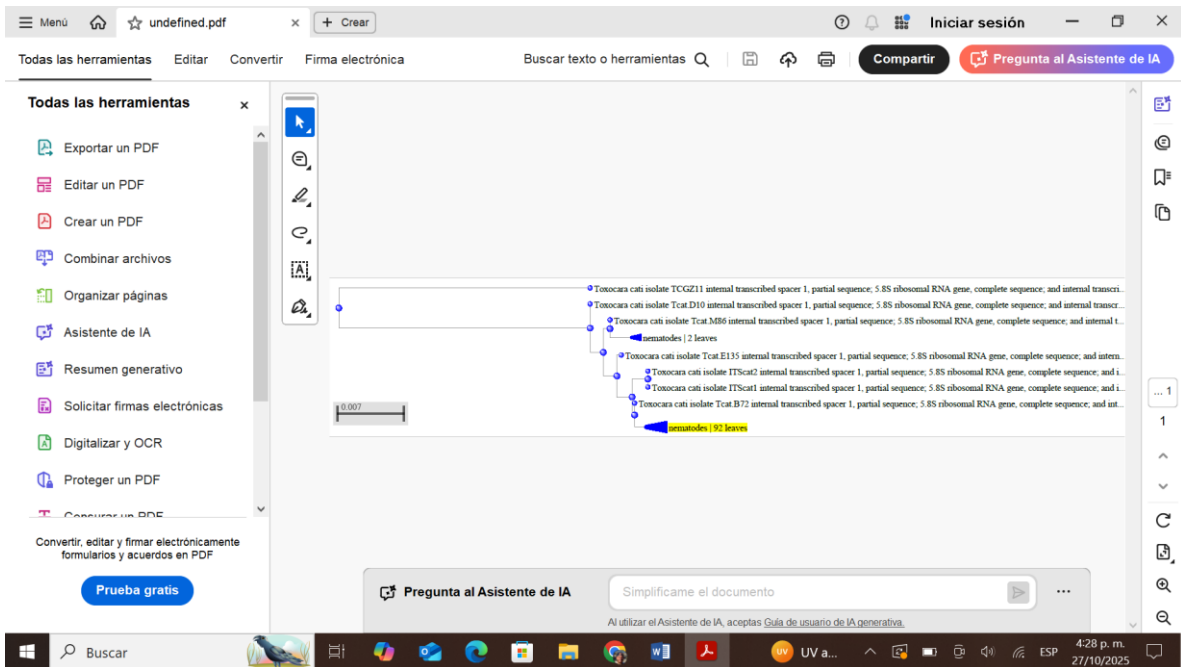 Menú
undefined.pdf
×
+ Crear
Iniciar sesión
Todas las herramientas
Editar
Convertir
Firma electrónica
Buscar texto o herramientas
Compartir
Pregunta al Asistente de IA
Todas las herramientas
×
Exportar un PDF
Editar un PDF
Crear un PDF
Combinar archivos
Organizar páginas
Asistente de IA
Resumen generativo
Solicitar firmas electrónicas
Digitalizar y OCR
Proteger un PDF
Censurar un PDF
Convertir, editar y firmar electrónicamente
formularios y acuerdos en PDF
Prueba gratis
Toxocara cati isolate TCGZ11 internal transcribed spacer 1, partial sequence; 5.8S ribosomal RNA gene, complete sequence; and internal transcri...
Toxocara cati isolate Tcat.D10 internal transcribed spacer 1, partial sequence; 5.8S ribosomal RNA gene, complete sequence; and internal transcr...
Toxocara cati isolate Tcat.M86 internal transcribed spacer 1, partial sequence; 5.8S ribosomal RNA gene, complete sequence; and internal t...
nematodes | 2 leaves
Toxocara cati isolate Tcat.E135 internal transcribed spacer 1, partial sequence; 5.8S ribosomal RNA gene, complete sequence; and intern...
Toxocara cati isolate ITScat2 internal transcribed spacer 1, partial sequence; 5.8S ribosomal RNA gene, complete sequence; and i...
Toxocara cati isolate ITScat1 internal transcribed spacer 1, partial sequence; 5.8S ribosomal RNA gene, complete sequence; and i...
Toxocara cati isolate Tcat.B72 internal transcribed spacer 1, partial sequence; 5.8S ribosomal RNA gene, complete sequence; and int...
nematodes | 92 leaves
0.007
... 1
1
Pregunta al Asistente de IA
Simplifícame el documento
...
Al utilizar el Asistente de IA, aceptas Guía de usuario de IA generativa.
Buscar
UV
UV a...
ESP
4:28 p. m.
27/10/2025